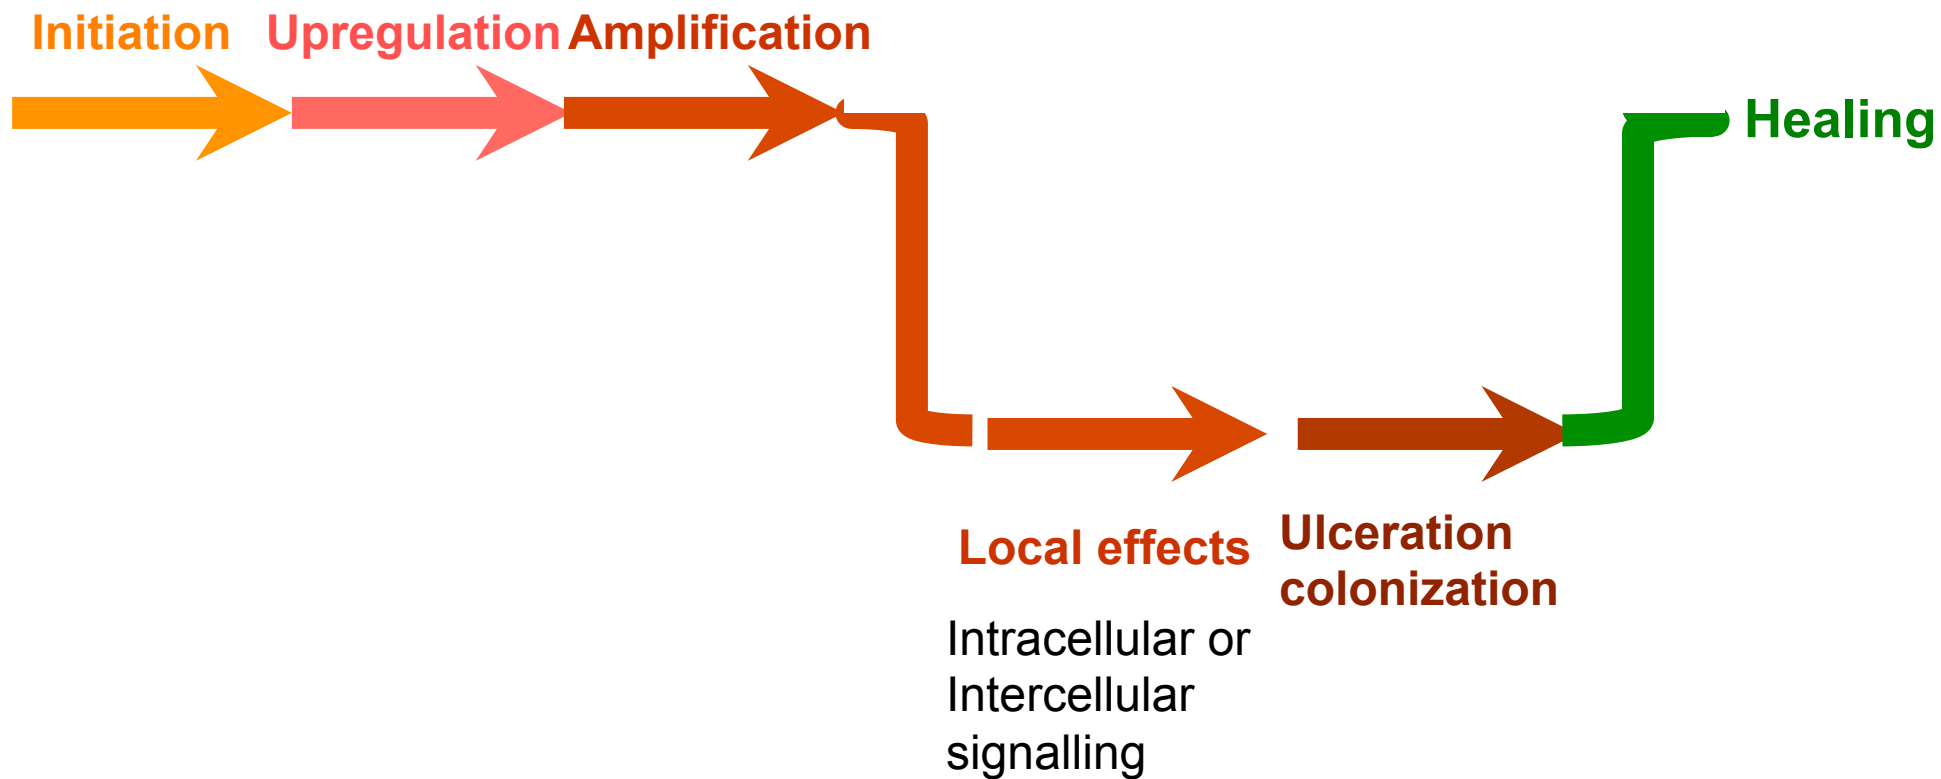 Initiation
Upregulation
Amplification
Healing
Local effects
Intracellular or
Intercellular
signalling
Ulceration
colonization